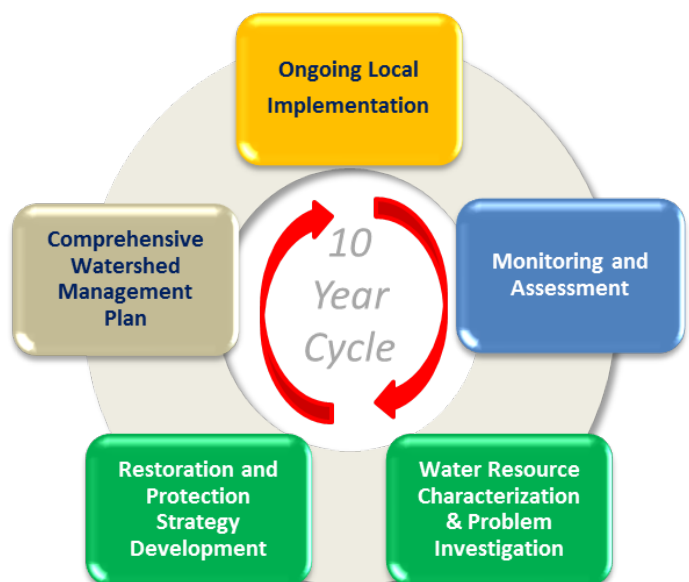 Ongoing Local
Implementation
Monitoring and
Assessment
Water Resource
Characterization
& Problem
Investigation
Restoration and
Protection
Strategy
Development
Comprehensive
Watershed
Management
Plan
10
Year
Cycle